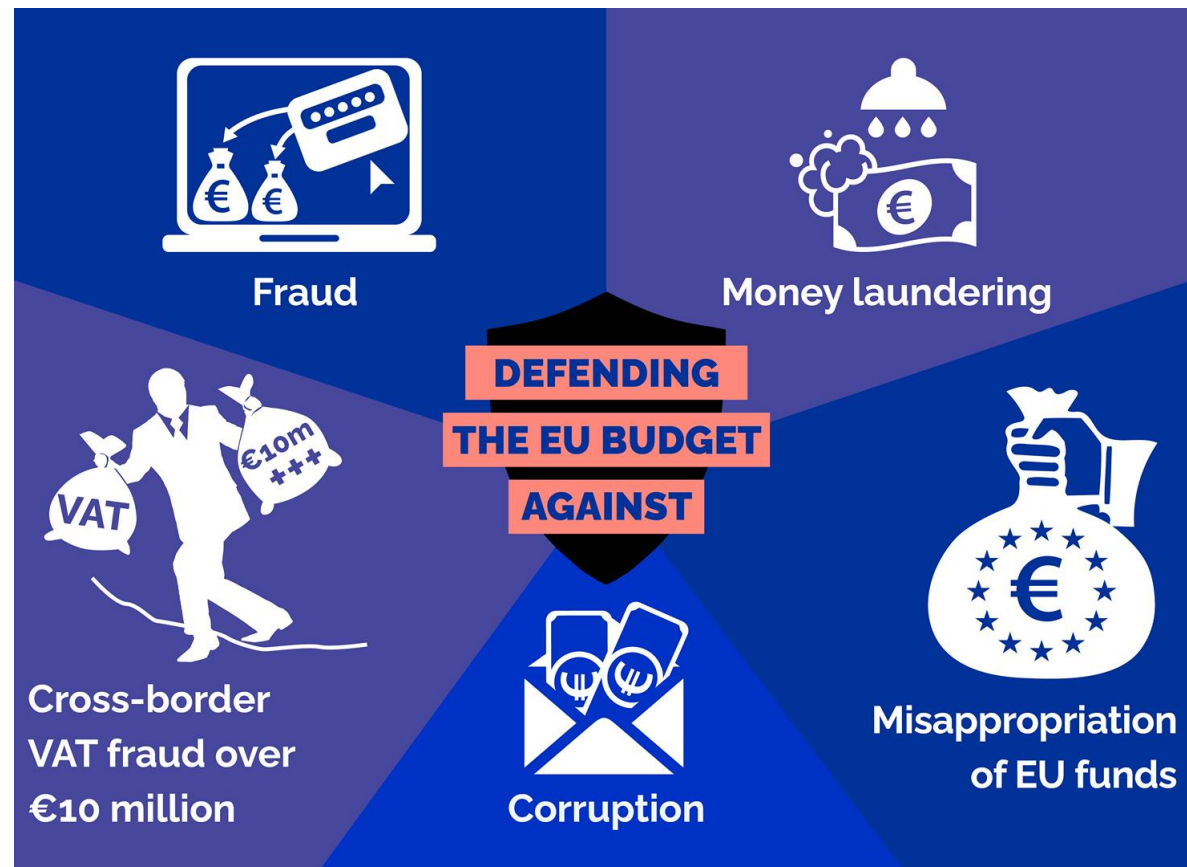 Fraud
Money laundering
DEFENDING
THE EU BUDGET
AGAINST
VAT
€10m
+++
Cross-border
VAT fraud over
€10 million
Corruption
Misappropriation
of EU funds
€
€
€
€
€
€